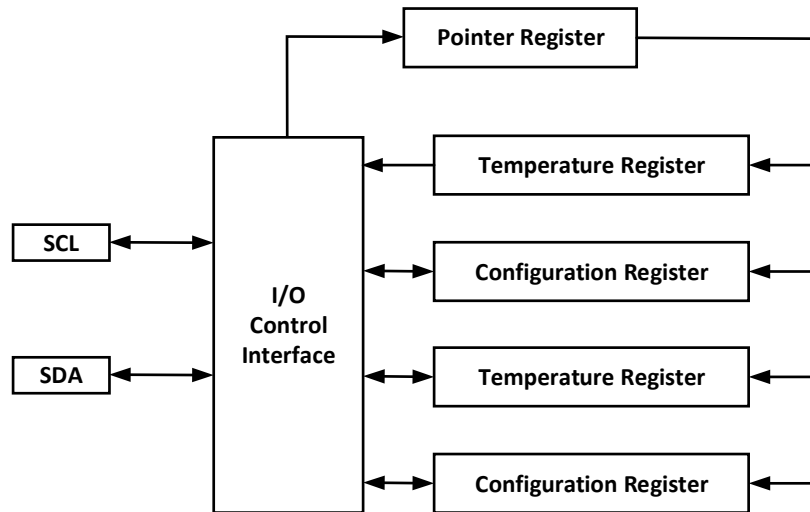 Pointer Register
Temperature Register
SCL
Configuration Register
I/O
Control
Interface
SDA
Temperature Register
Configuration Register